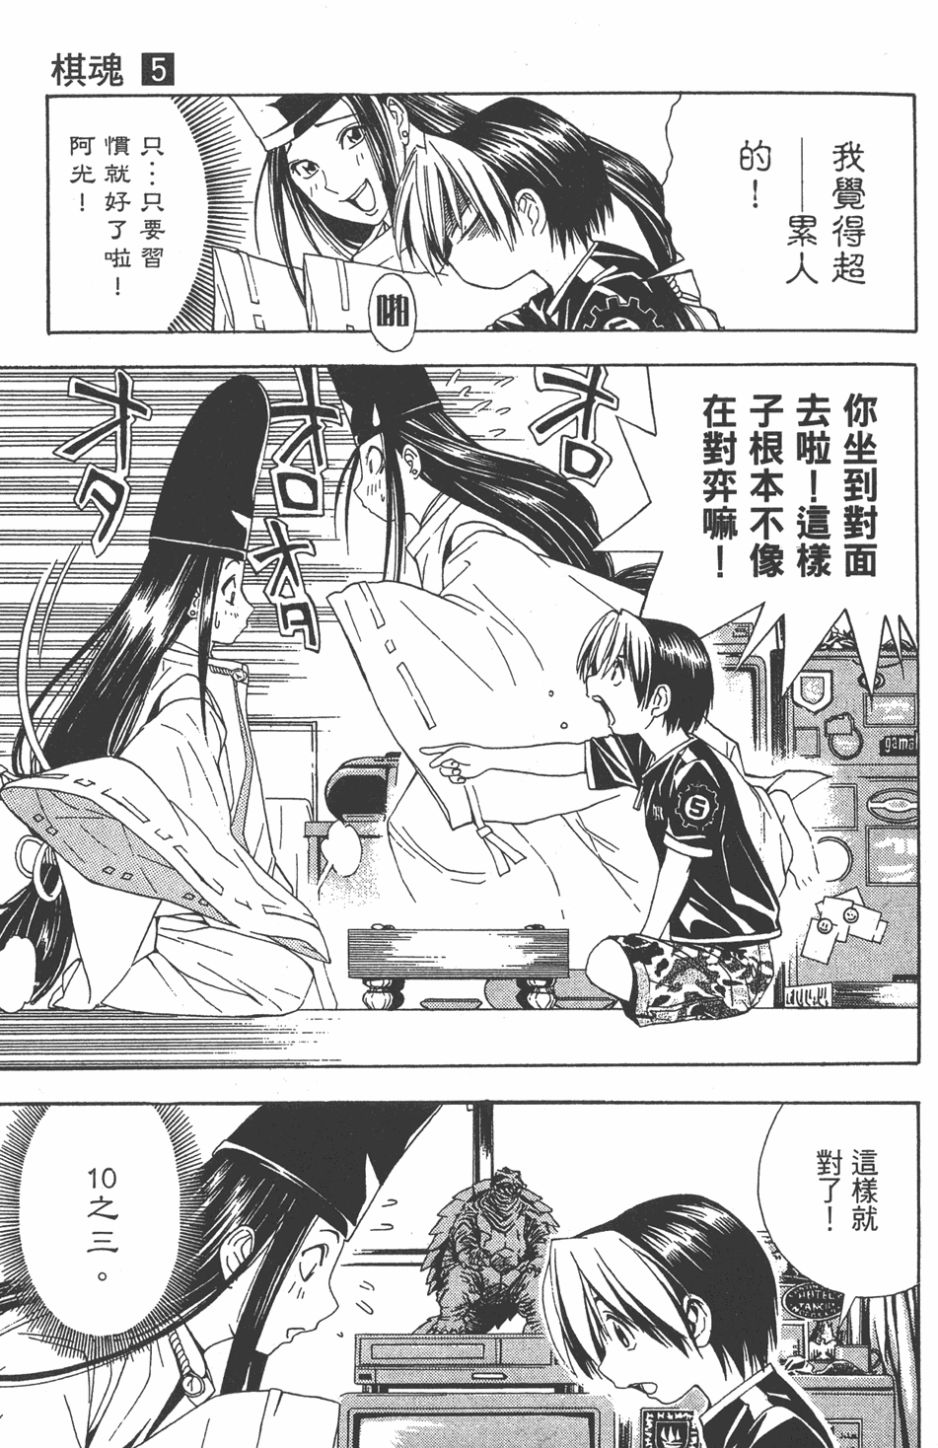 棋魂 5
我覺得超
——累人
的！
只…只要習
慣就好了啦！
阿光！
啪
你坐到對面
去啦！這樣
子根本不像
在對弈嘛！
オロ
オロ
オロ
オタ
オタ
S
S
這樣就
對了！
10之三。
HOTEL